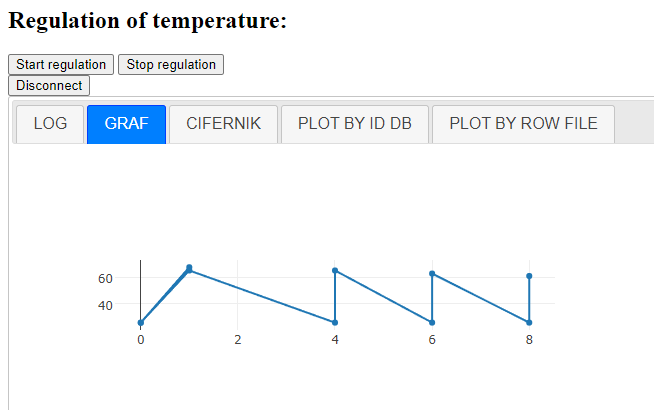 Regulation of temperature:
Start regulation Stop regulation
Disconnect
LOG GRAF CIFERNIK PLOT BY ID DB PLOT BY ROW FILE
60
40
0 2 4 6 8